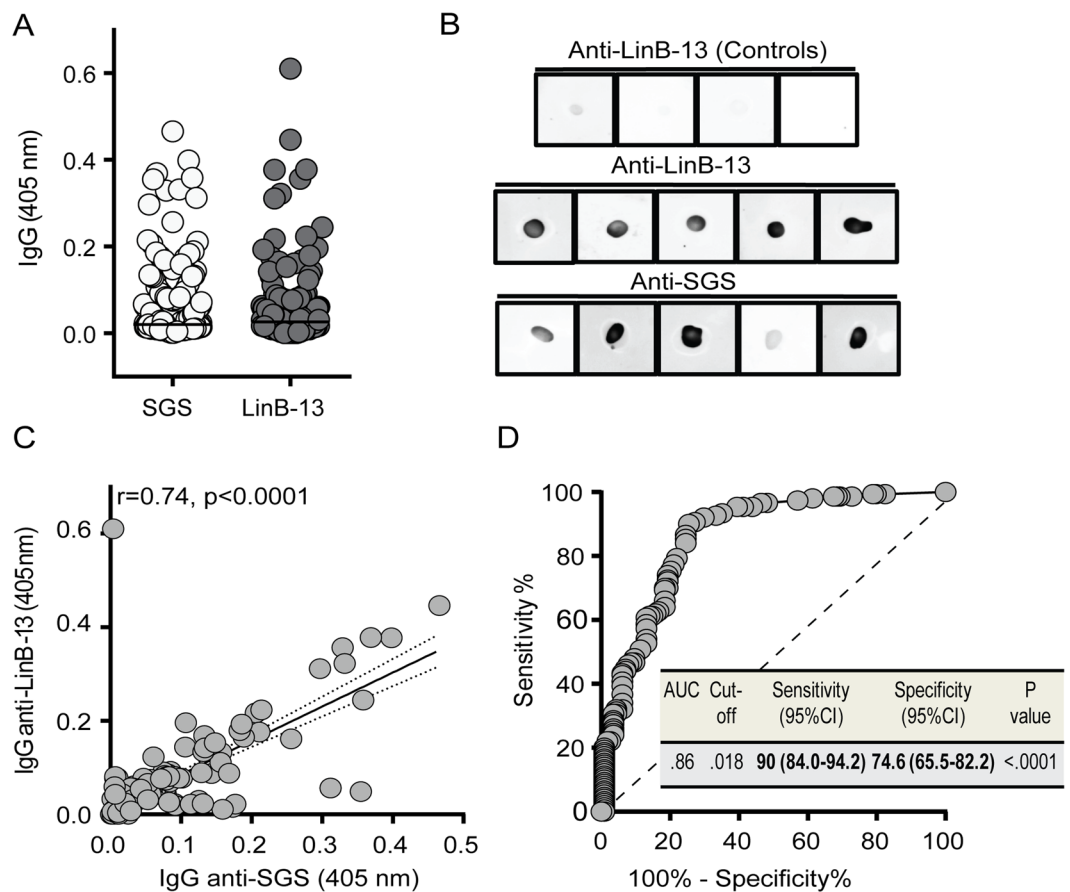 A
IgG (405 nm)
0.6
0.4
0.2
0.0
SGS
LinB-13
B
Anti-LinB-13 (Controls)
Anti-LinB-13
Anti-SGS
C
r=0.74, p<0.0001
IgG anti-LinB-13 (405nm)
0.6
0.4
0.2
0.0
0.0 0.1 0.2 0.3 0.4 0.5
IgG anti-SGS (405 nm)
D
Sensitivity %
100
80
60
40
20
0
0 20 40 60 80 100
100% - Specificity%
AUC Cut- Sensitivity Specificity P
off (95%CI) (95%CI) value
.86 .018 90 (84.0-94.2) 74.6 (65.5-82.2) <.0001